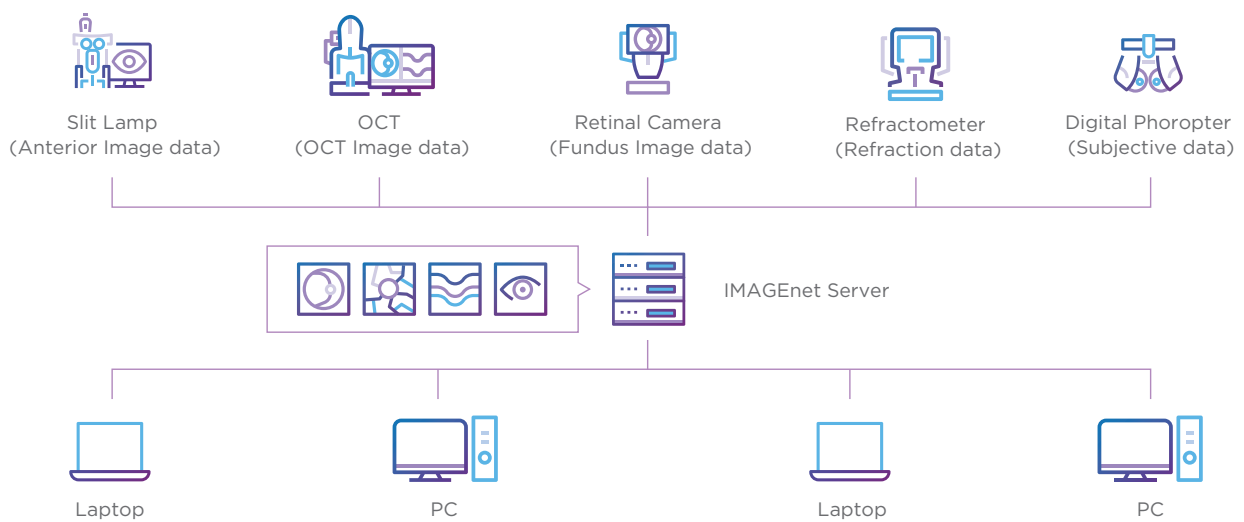 Slit Lamp
(Anterior Image data)
OCT
(OCT Image data)
Retinal Camera
(Fundus Image data)
Refractometer
(Refraction data)
Digital Phoropter
(Subjective data)
IMAGEnet Server
Laptop
PC
Laptop
PC